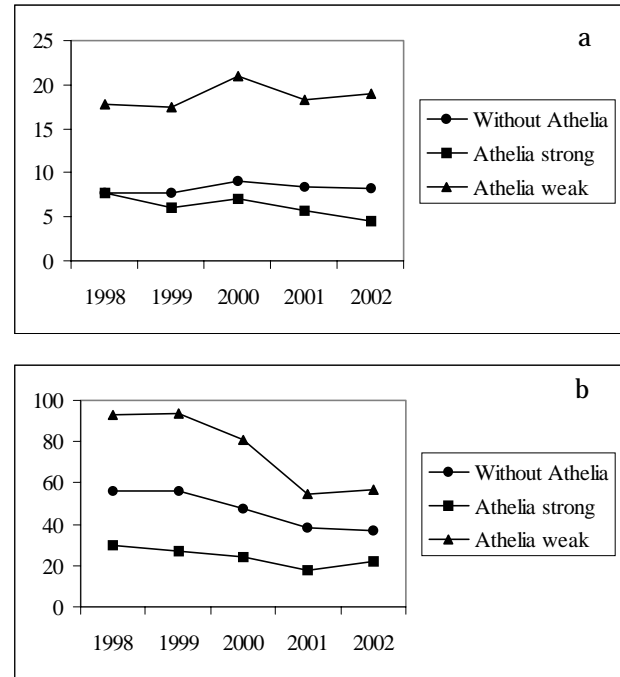 a
25
20
15
10
5
0
1998 1999 2000 2001 2002
Without Athelia
Athelia strong
Athelia weak
b
100
80
60
40
20
0
1998 1999 2000 2001 2002
Without Athelia
Athelia strong
Athelia weak